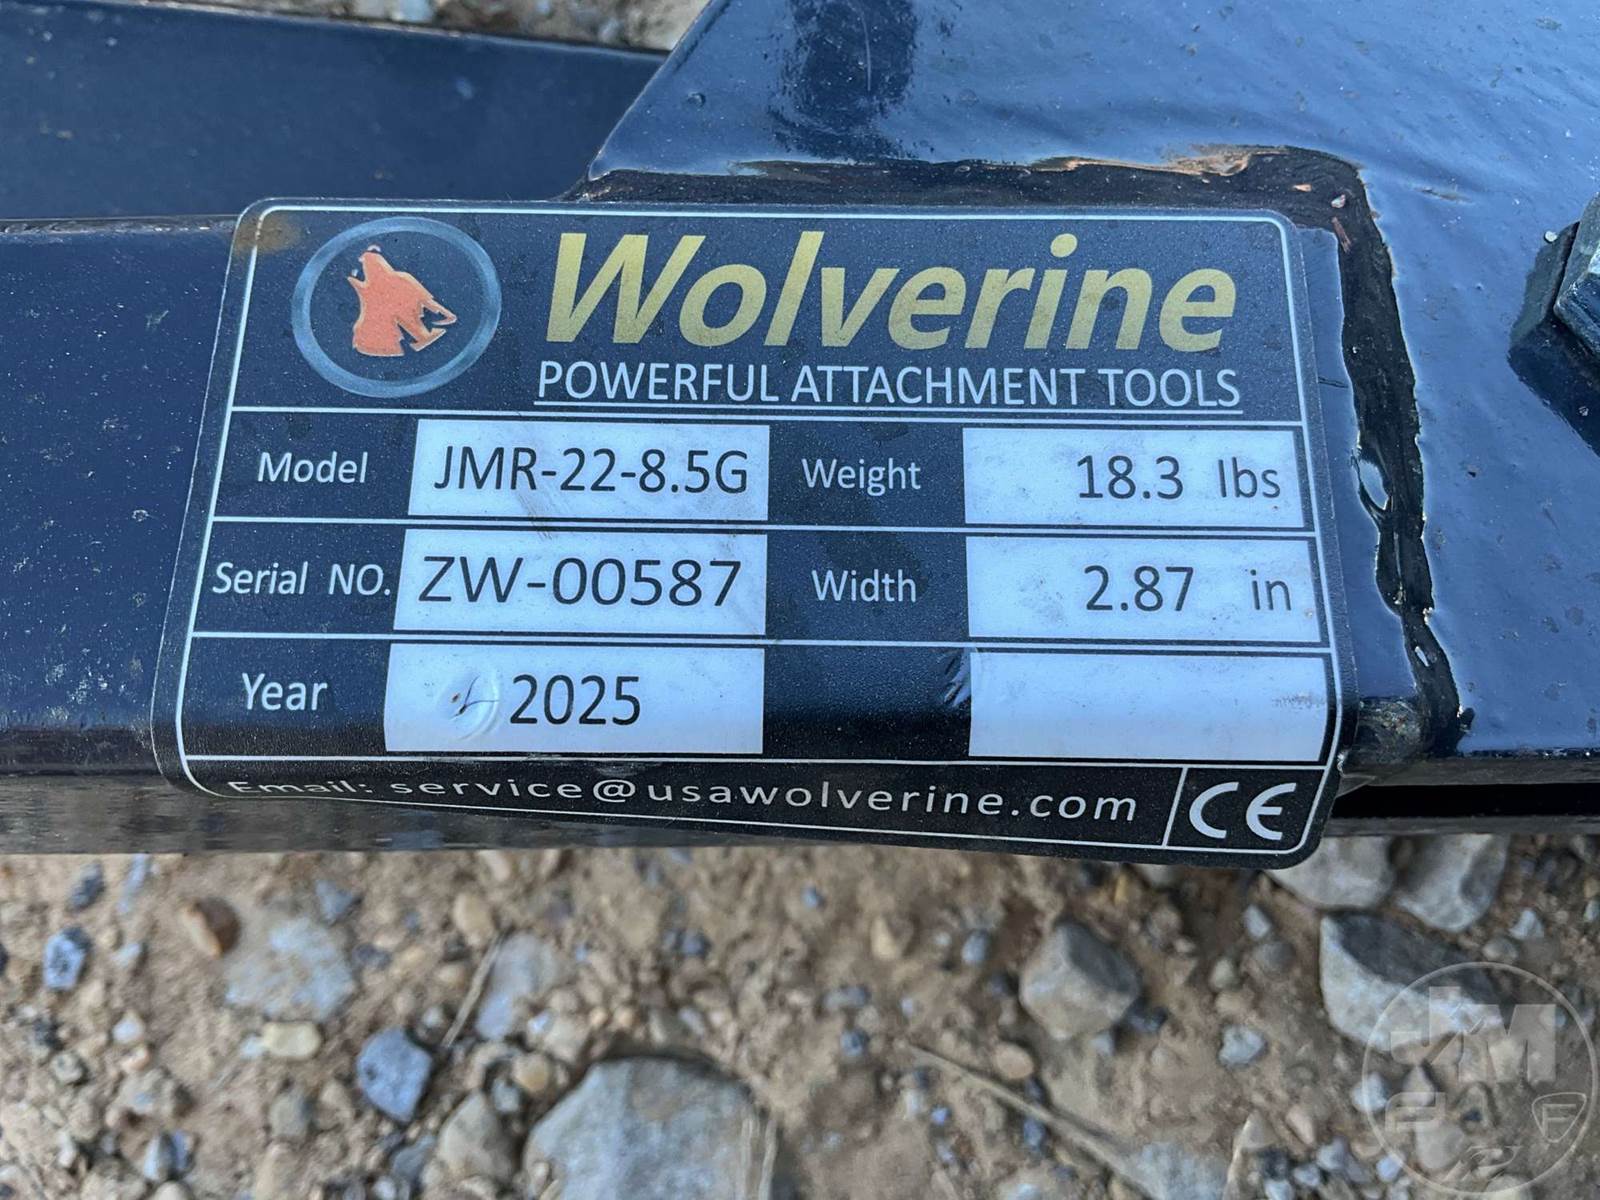 Wolverine
POWERFUL ATTACHMENT TOOLS
Model JMR-22-8.5G Weight 18.3 lbs
Serial NO. ZW-00587 Width 2.87 in
Year 2025
Email: service@usawolverine.com CE
JM